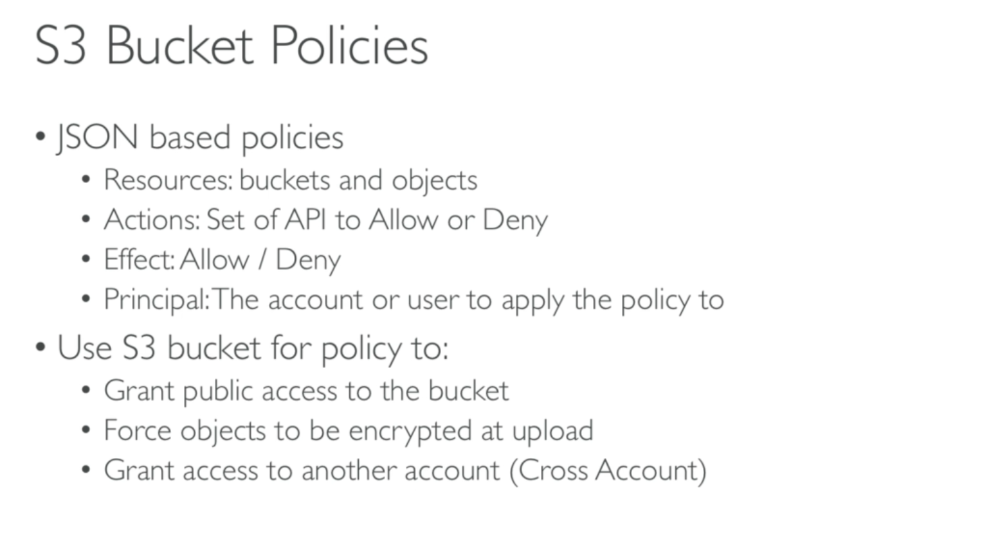 S3 Bucket Policies
• JSON based policies
• Resources: buckets and objects
• Actions: Set of API to Allow or Deny
• Effect: Allow / Deny
• Principal: The account or user to apply the policy to
• Use S3 bucket for policy to:
• Grant public access to the bucket
• Force objects to be encrypted at upload
• Grant access to another account (Cross Account)